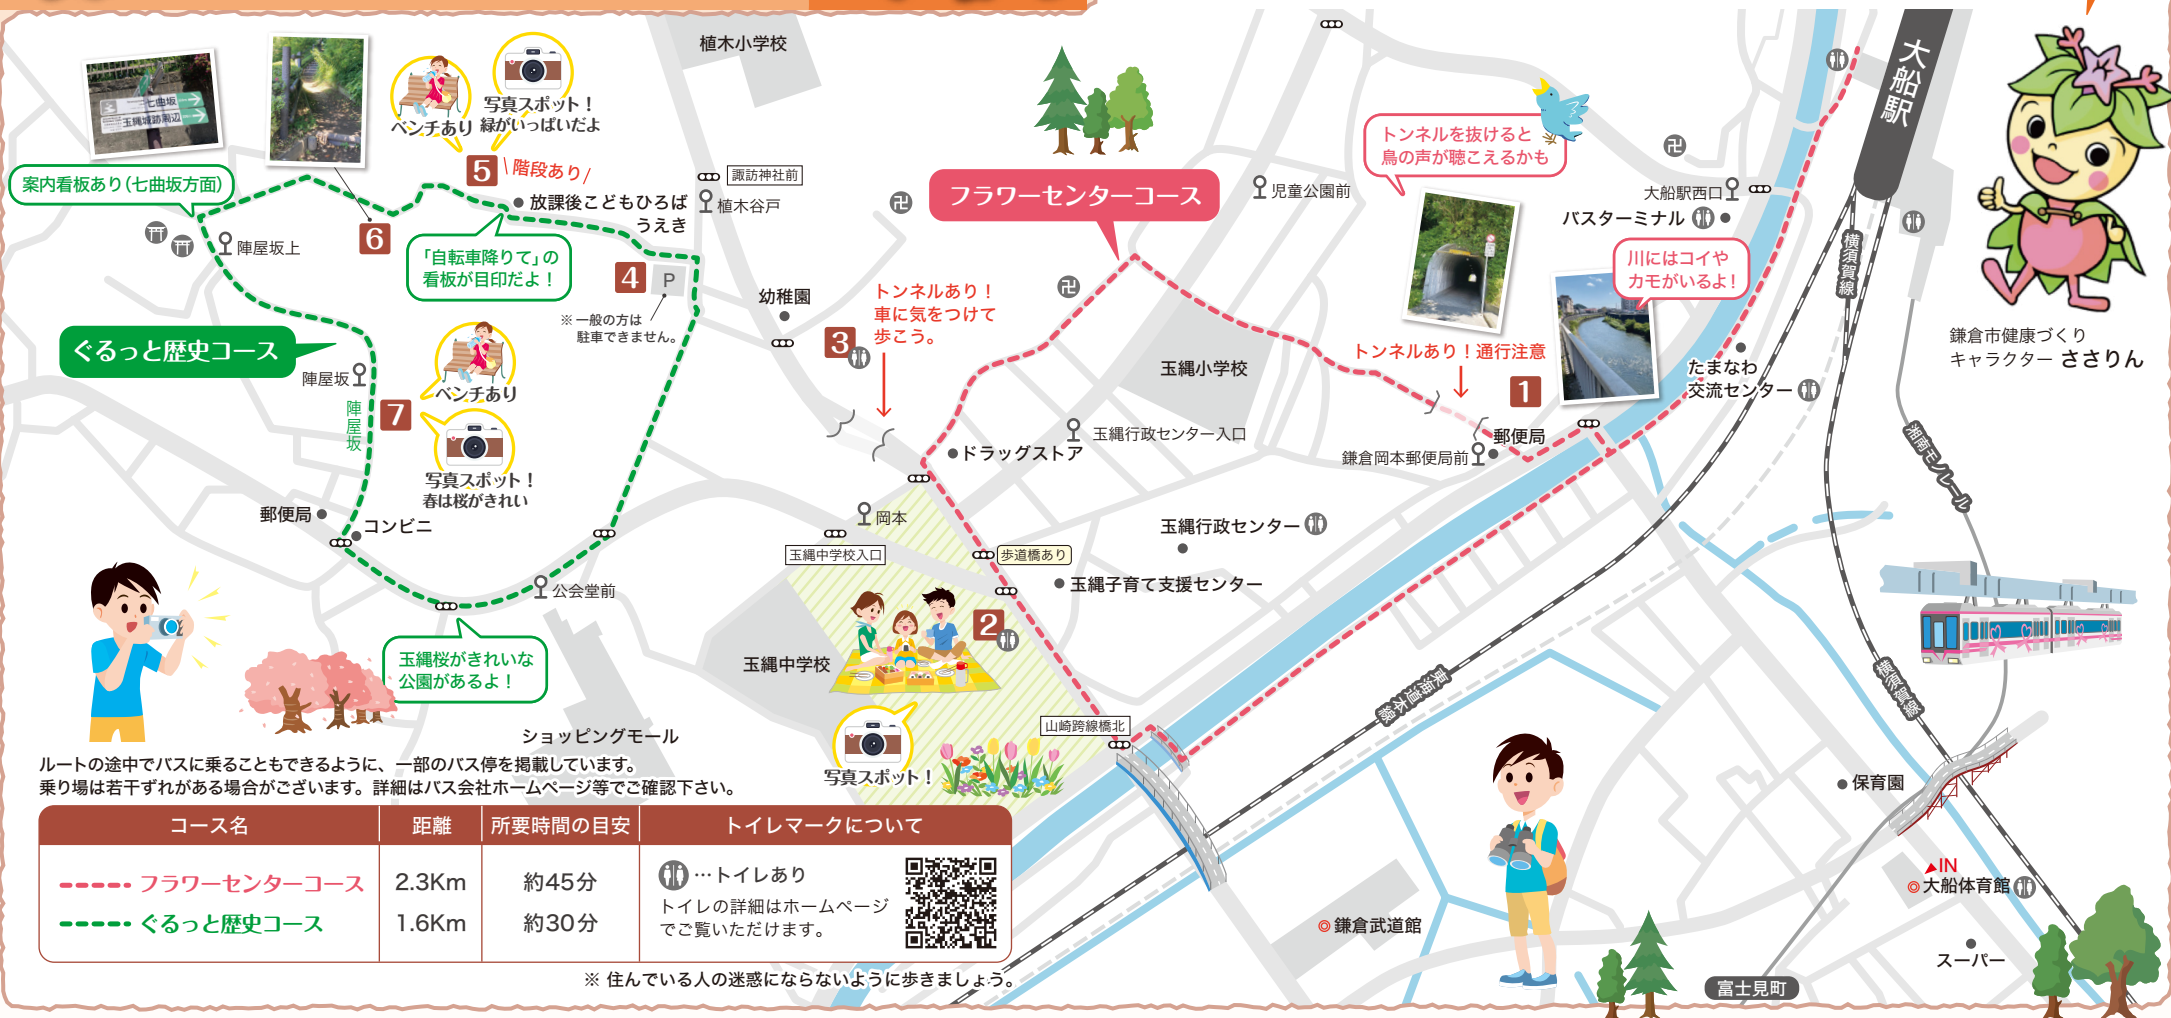 七曲坂
玉縄城跡周辺
案内看板あり（七曲坂方面）
ベンチあり
写真スポット！
緑がいっぱいだよ
5
階段あり
放課後こどもひろば
うえき
6
「自転車降りて」の
看板が目印だよ！
陣屋坂上
4
P
※一般の方は
駐車できません。
植木小学校
諏訪神社前
植木谷戸
幼稚園
3
トンネルあり！
車に気をつけて
歩こう。
フラワーセンターコース
児童公園前
トンネルを抜けると
鳥の声が聴こえるかも
大船駅
大船駅西口
バスターミナル
川にはコイや
カモがいるよ！
横須賀線
鎌倉市健康づくり
キャラクター ささりん
ぐるっと歴史コース
陣屋坂
陣屋坂
7
ベンチあり
写真スポット！
春は桜がきれい
玉縄小学校
トンネルあり！通行注意
1
たまなわ
交流センター
郵便局
鎌倉岡本郵便局前
玉縄行政センター入口
ドラッグストア
湘南モノレール
郵便局
コンビニ
岡本
玉縄中学校入口
歩道橋あり
玉縄行政センター
玉縄子育て支援センター
公会堂前
2
玉縄桜がきれいな
公園があるよ！
玉縄中学校
写真スポット！
山崎跨線橋北
東海道本線
横須賀線
ショッピングモール
保育園
IN
大船体育館
鎌倉武道館
スーパー
富士見町
ルートの途中でバスに乗ることもできるように、一部のバス停を掲載しています。
乗り場は若干ずれがある場合がございます。詳細はバス会社ホームページ等でご確認下さい。
コース名 距離 所要時間の目安 トイレマークについて
フラワーセンターコース 2.3Km 約45分
ぐるっと歴史コース 1.6Km 約30分
…トイレあり
トイレの詳細はホームページ
でご覧いただけます。
※ 住んでいる人の迷惑にならないように歩きましょう。